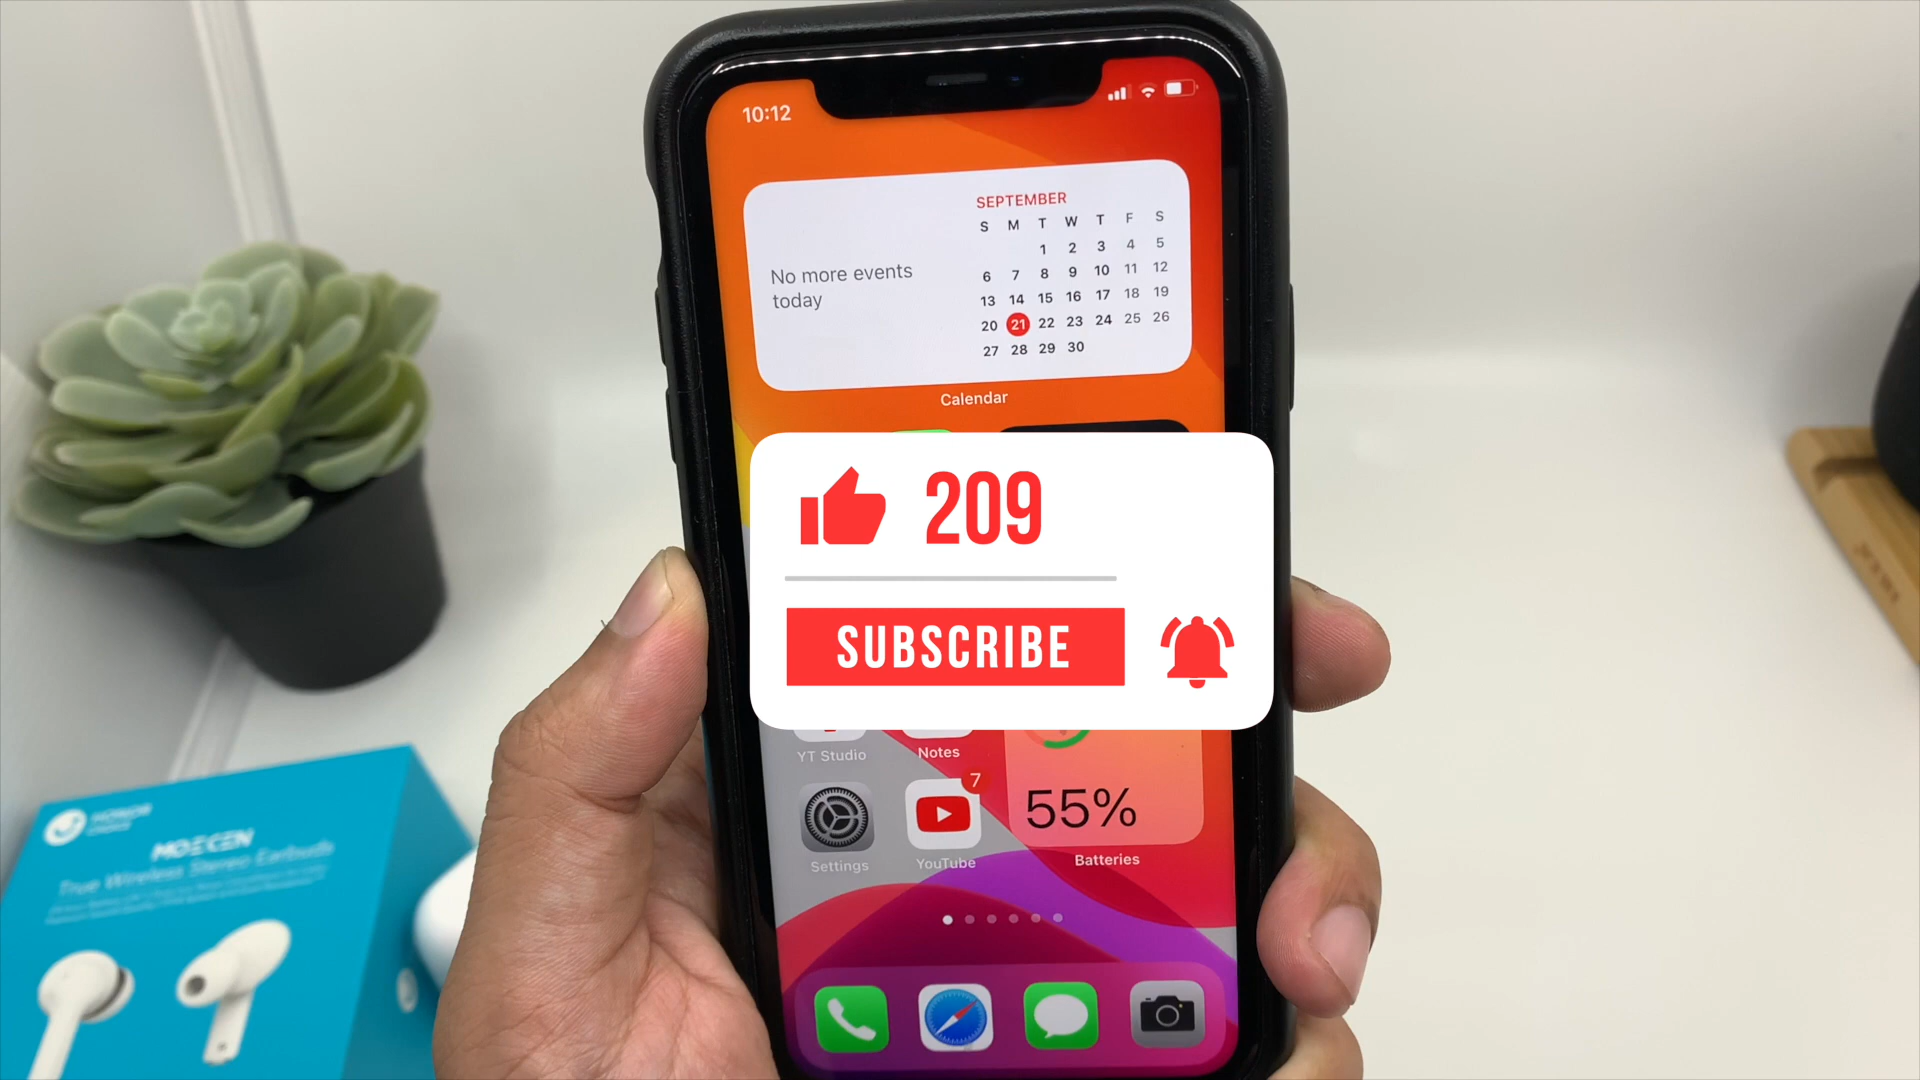 10:12
SEPTEMBER
S M T W T F S
1 2 3 4 5
No more events
today
6 7 8 9 10 11 12
13 14 15 16 17 18 19
20 21 22 23 24 25 26
27 28 29 30
Calendar
209
SUBSCRIBE
YT Studio
Notes
7
55%
Settings
YouTube
Batteries
HONOR
CHOICE
MOECEN
True Wireless Stereo Earbuds